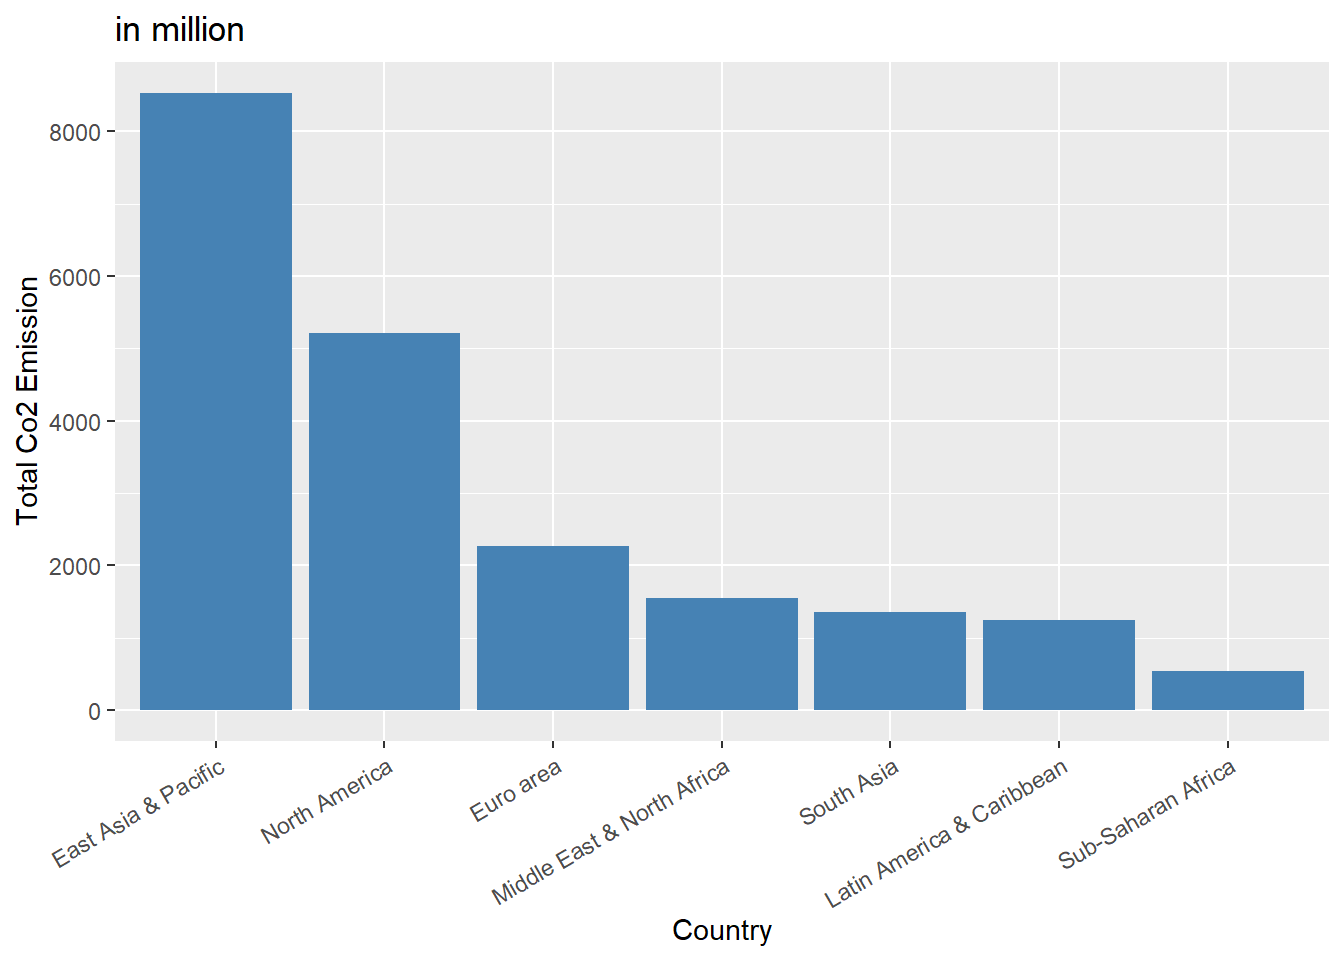 in million
Total Co2 Emission
8000
6000
4000
2000
0
East Asia & Pacific
North America
Euro area
Middle East & North Africa
South Asia
Latin America & Caribbean
Sub-Saharan Africa
Country